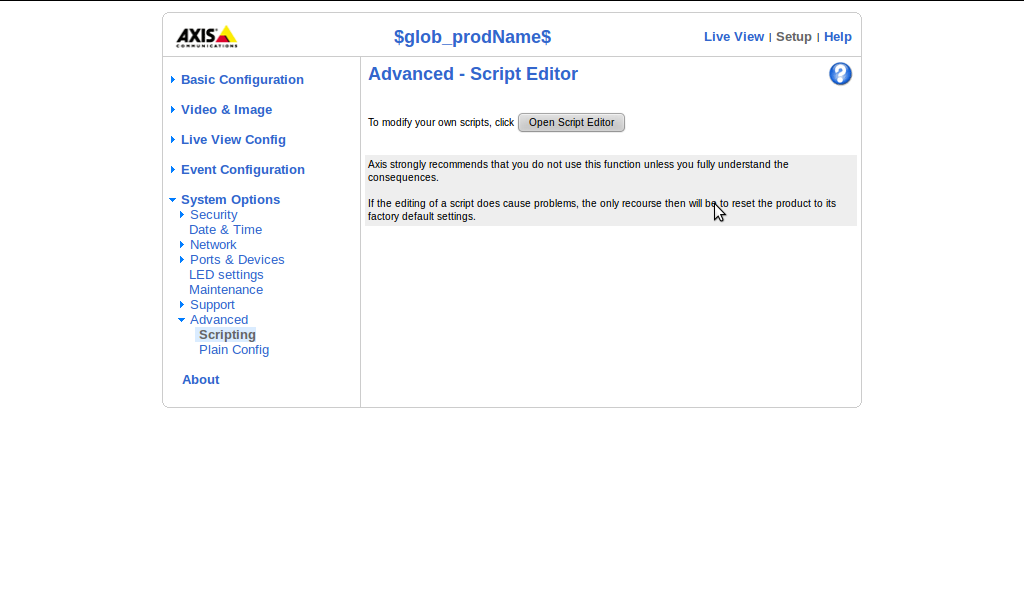 AXIS
COMMUNICATIONS
$glob_prodName$
Live View | Setup | Help
Basic Configuration
Video & Image
Live View Config
Event Configuration
System Options
Security
Date & Time
Network
Ports & Devices
LED settings
Maintenance
Support
Advanced
Scripting
Plain Config
About
Advanced - Script Editor
?
To modify your own scripts, click Open Script Editor
Axis strongly recommends that you do not use this function unless you fully understand the
consequences.
If the editing of a script does cause problems, the only recourse then will be to reset the product to its
factory default settings.